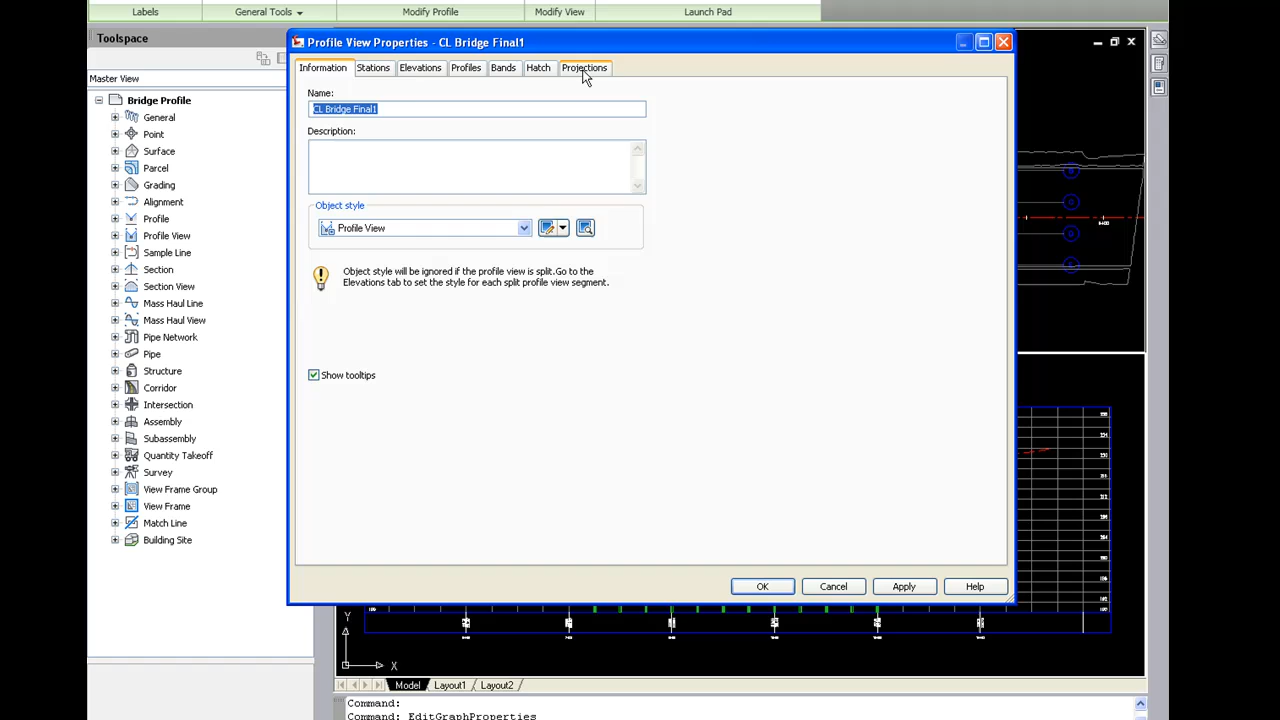 Labels
General Tools
Modify Profile
Modify View
Launch Pad
Toolspace
Master View
Bridge Profile
General
Point
Surface
Parcel
Grading
Alignment
Profile
Profile View
Sample Line
Section
Section View
Mass Haul Line
Mass Haul View
Pipe Network
Pipe
Structure
Corridor
Intersection
Assembly
Subassembly
Quantity Takeoff
Survey
View Frame Group
View Frame
Match Line
Building Site
Profile View Properties - CL Bridge Final1
Information Stations Elevations Profiles Bands Hatch Projections
Name:
CL Bridge Final1
Description:
Object style
Profile View
Object style will be ignored if the profile view is split.Go to the
Elevations tab to set the style for each split profile view segment.
Show tooltips
OK Cancel Apply Help
Y
X
Model Layout1 Layout2
Command:
Command: EditGraphProperties